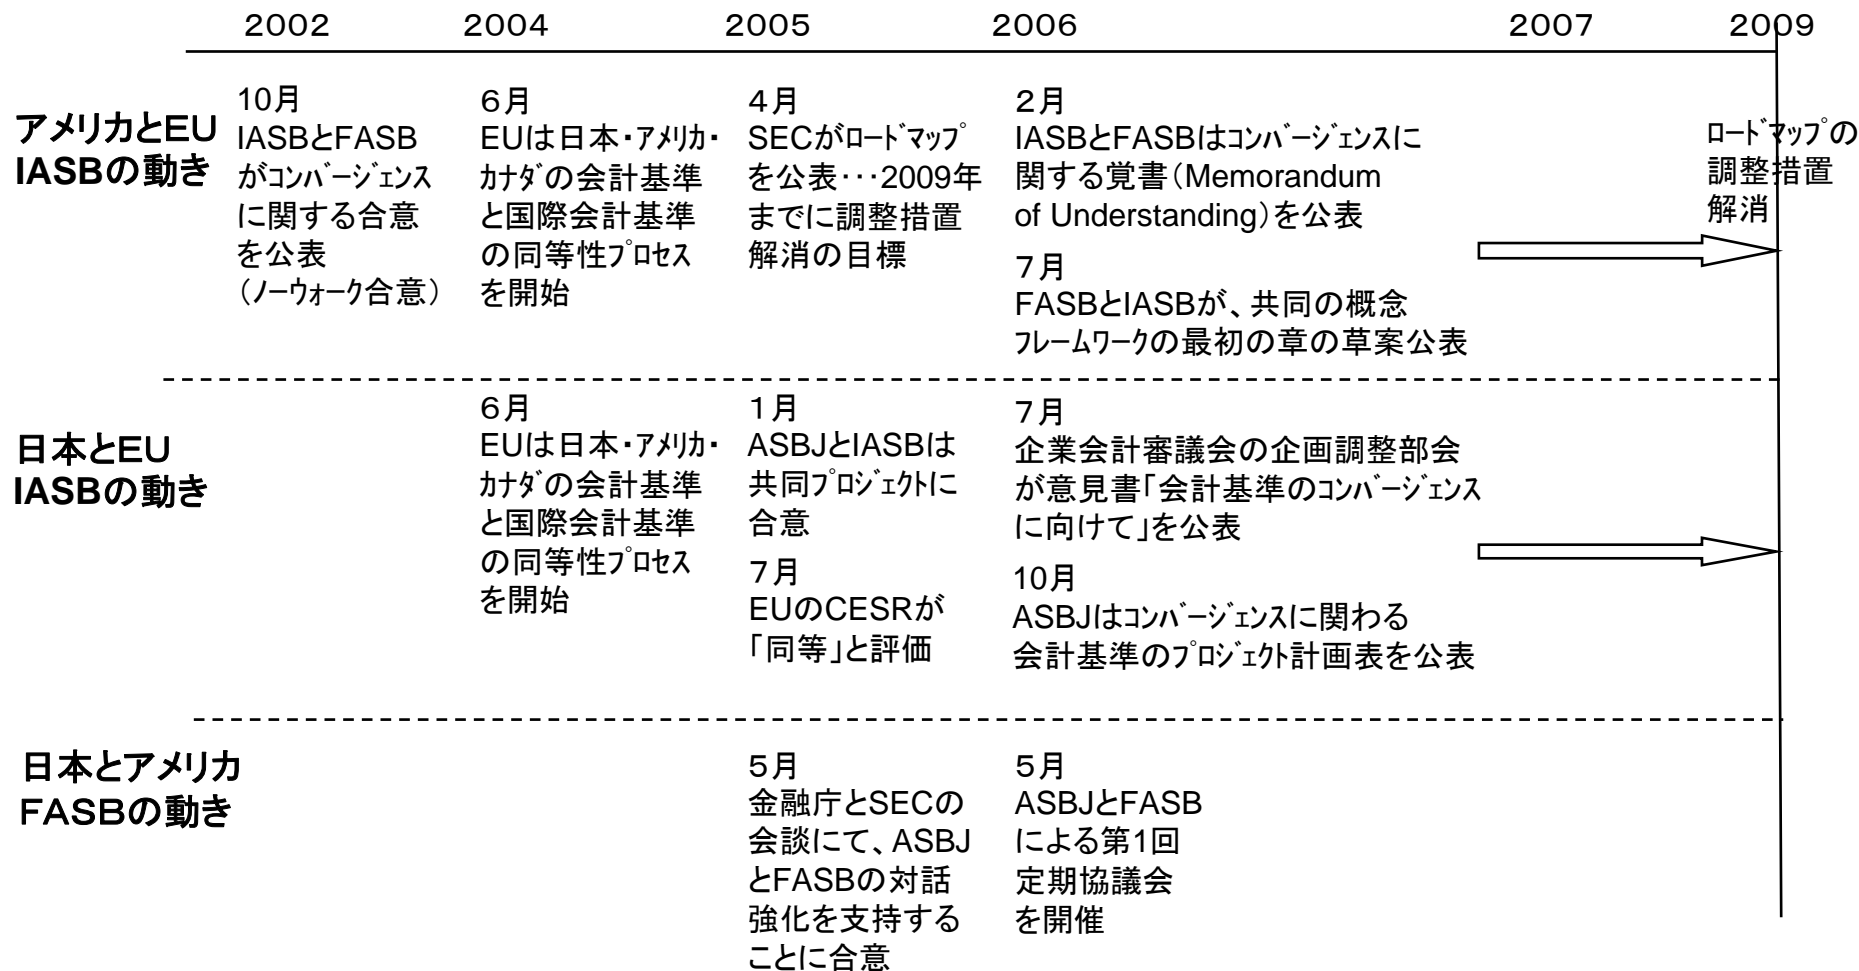 2002 2004 2005 2006 2007 2009
アメリカとEU
IASBの動き
10月
IASBとFASB
がコンバージェンス
に関する合意
を公表
（ノーウォーク合意）
6月
EUは日本・アメリカ・
カナダの会計基準
と国際会計基準
の同等性プロセス
を開始
4月
SECがロードマップ
を公表…2009年
までに調整措置
解消の目標
2月
IASBとFASBはコンバージェンスに
関する覚書（Memorandum
of Understanding）を公表
7月
FASBとIASBが、共同の概念
フレームワークの最初の章の草案公表
ロードマップの
調整措置
解消
日本とEU
IASBの動き
6月
EUは日本・アメリカ・
カナダの会計基準
と国際会計基準
の同等性プロセス
を開始
1月
ASBJとIASBは
共同プロジェクトに
合意
7月
EUのCESRが
「同等」と評価
7月
企業会計審議会の企画調整部会
が意見書「会計基準のコンバージェンス
に向けて」を公表
10月
ASBJはコンバージェンスに関わる
会計基準のプロジェクト計画表を公表
日本とアメリカ
FASBの動き
5月
金融庁とSECの
会談にて、ASBJ
とFASBの対話
強化を支持する
ことに合意
5月
ASBJとFASB
による第1回
定期協議会
を開催